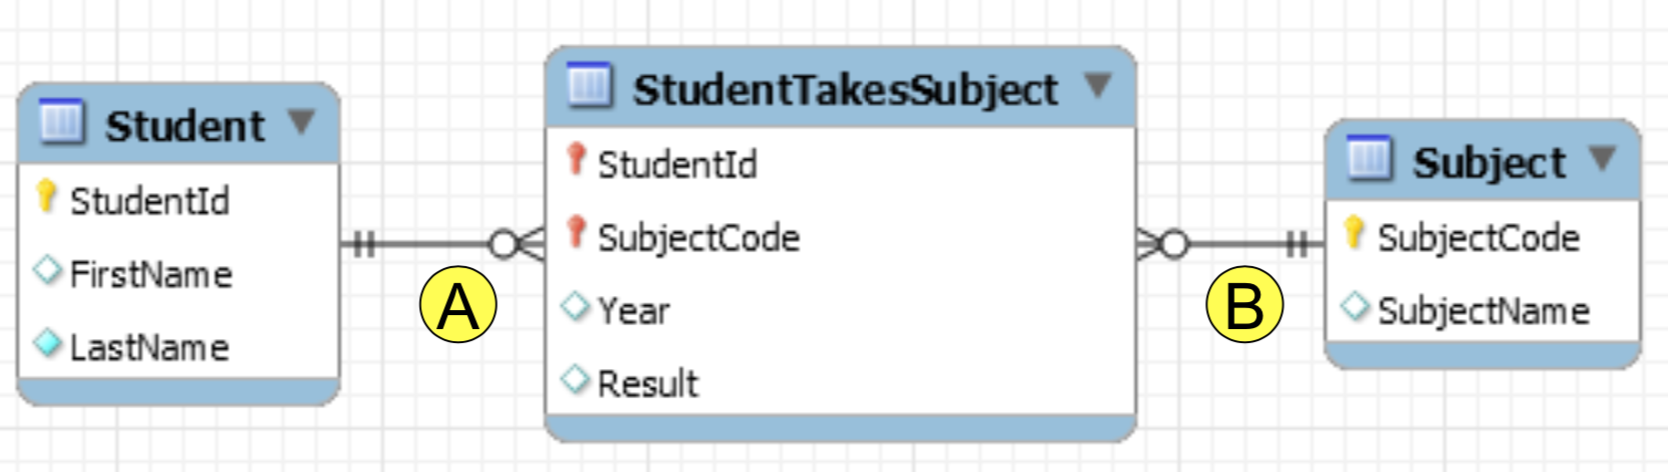 Student
StudentId
FirstName
LastName
A
StudentTakesSubject
StudentId
SubjectCode
Year
Result
B
Subject
SubjectCode
SubjectName